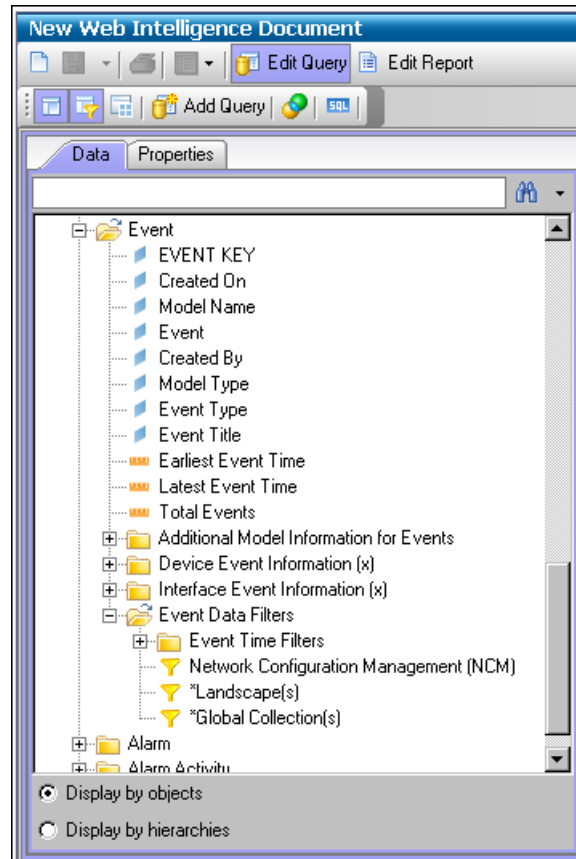 New Web Intelligence Document
Edit Query Edit Report
Add Query SQL
Data Properties
Event
EVENT KEY
Created On
Model Name
Event
Created By
Model Type
Event Type
Event Title
Earliest Event Time
Latest Event Time
Total Events
Additional Model Information for Events
Device Event Information (x)
Interface Event Information (x)
Event Data Filters
Event Time Filters
Network Configuration Management (NCM)
*Landscape(s)
*Global Collection(s)
Alarm
Alarm Activity
Display by objects
Display by hierarchies